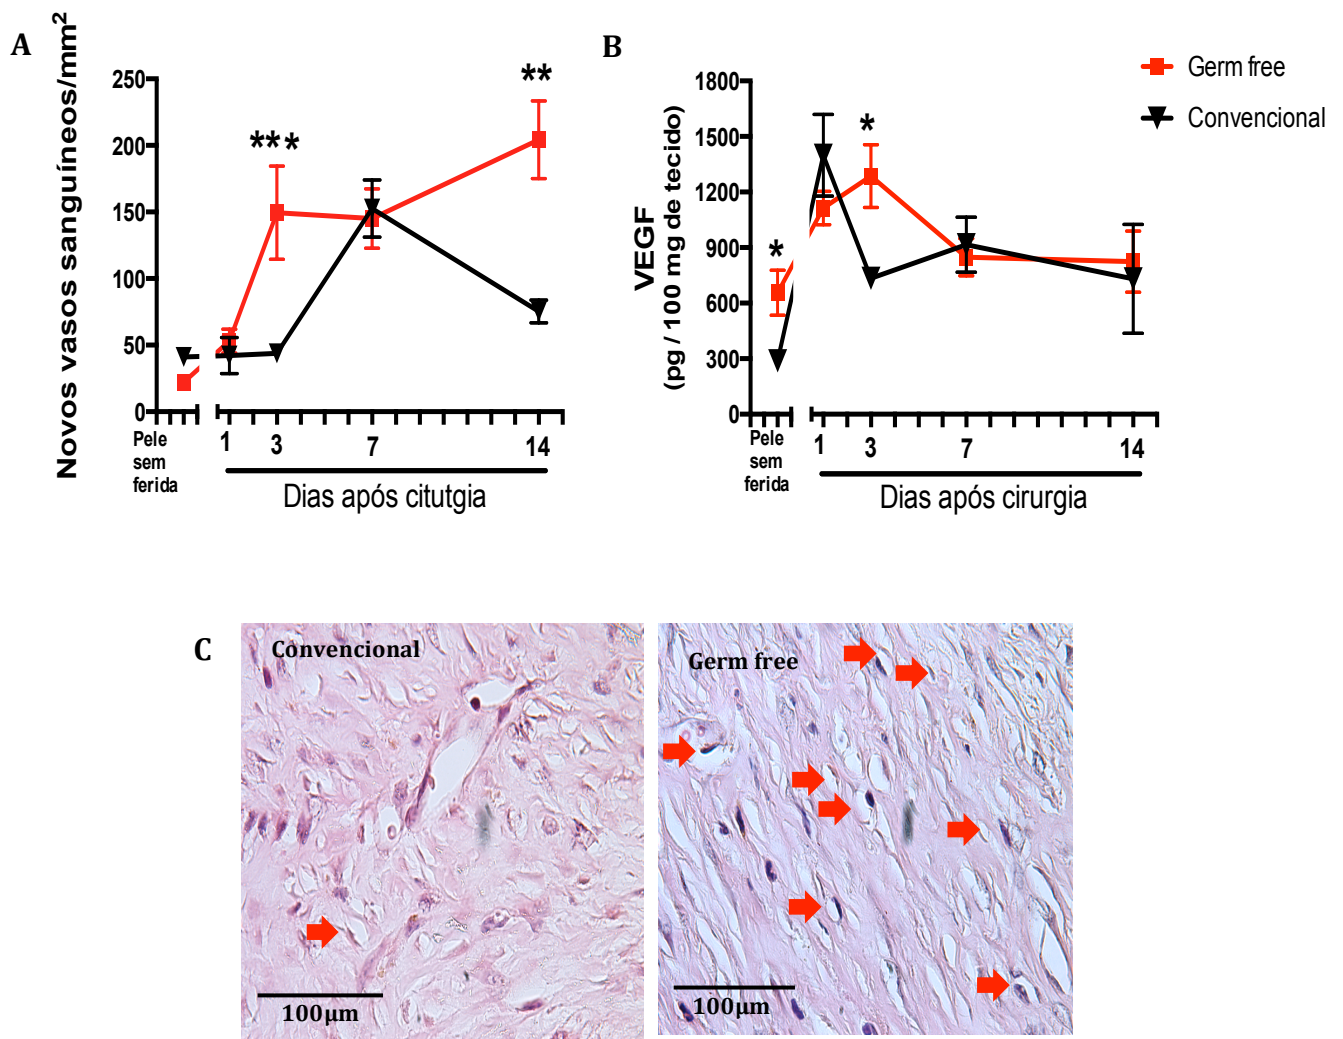 A
Novos vasos sanguíneos/mm²
250
200
150
100
50
0
***
**
Pele
sem
ferida
1
3
7
14
Dias após citutgia
B
VEGF
(pg / 100 mg de tecido)
1800
1500
1200
900
600
300
0
*
*
Pele
sem
ferida
1
3
7
14
Dias após cirurgia
Germ free
Convencional
C
Convencional
100µm
Germ free
100µm